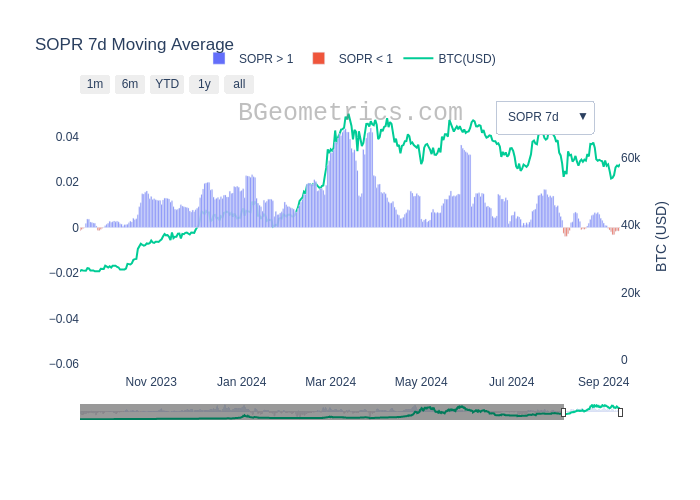 SOPR 7d Moving Average
SOPR > 1
SOPR < 1
BTC(USD)
1m
6m
YTD
1y
all
BGeometrics.com
SOPR 7d
0.04
0.02
0
−0.02
−0.04
−0.06
60k
40k
20k
0
BTC (USD)
Nov 2023
Jan 2024
Mar 2024
May 2024
Jul 2024
Sep 2024